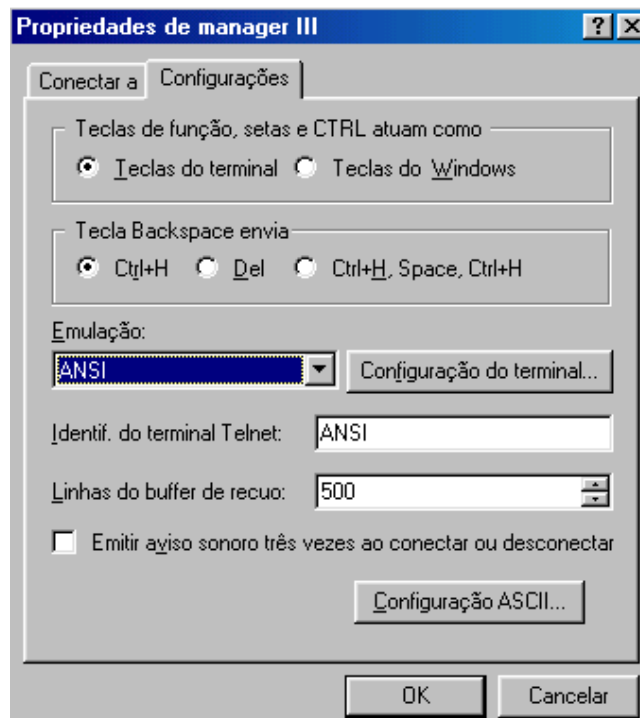 Propriedades de manager III
Conectar a Configurações
Teclas de função, setas e CTRL atuam como
Teclas do terminal Teclas do Windows
Tecla Backspace envia
Ctrl+H Del Ctrl+H, Space, Ctrl+H
Emulação:
ANSI Configuração do terminal...
Identif. do terminal Telnet: ANSI
Linhas do buffer de recuo: 500
Emitir aviso sonoro três vezes ao conectar ou desconectar
Configuração ASCII...
OK Cancelar